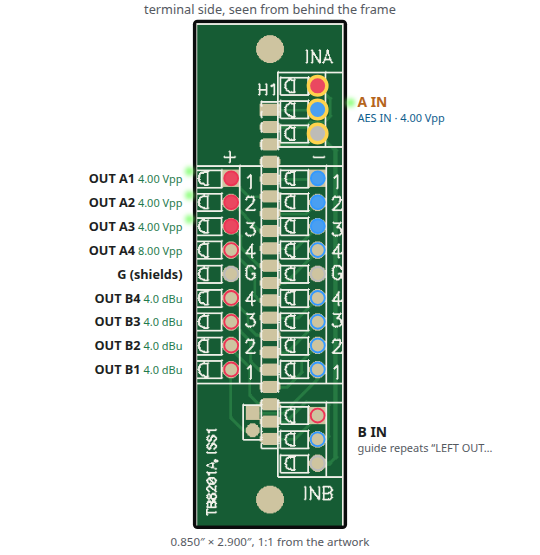 terminal side, seen from behind the frame
INA
H1
A IN
AES IN · 4.00 Vpp
+ −
OUT A1 4.00 Vpp 1 1
OUT A2 4.00 Vpp 2 2
OUT A3 4.00 Vpp 3 3
OUT A4 8.00 Vpp 4 4
G (shields) G G
OUT B4 4.0 dBu 4 4
OUT B3 4.0 dBu 3 3
OUT B2 4.0 dBu 2 2
OUT B1 4.0 dBu 1 1
B IN
guide repeats “LEFT OUT...
TB8201A, ISS1
INB
0.850″ × 2.900″, 1:1 from the artwork